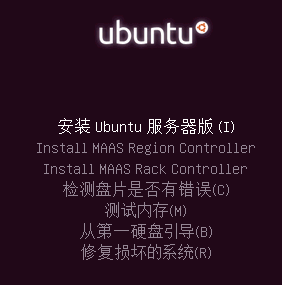 ubuntu
安装 Ubuntu 服务器版 (I)
Install MAAS Region Controller
Install MAAS Rack Controller
检测盘片是否有错误(C)
测试内存(M)
从第一硬盘引导(B)
修复损坏的系统(R)